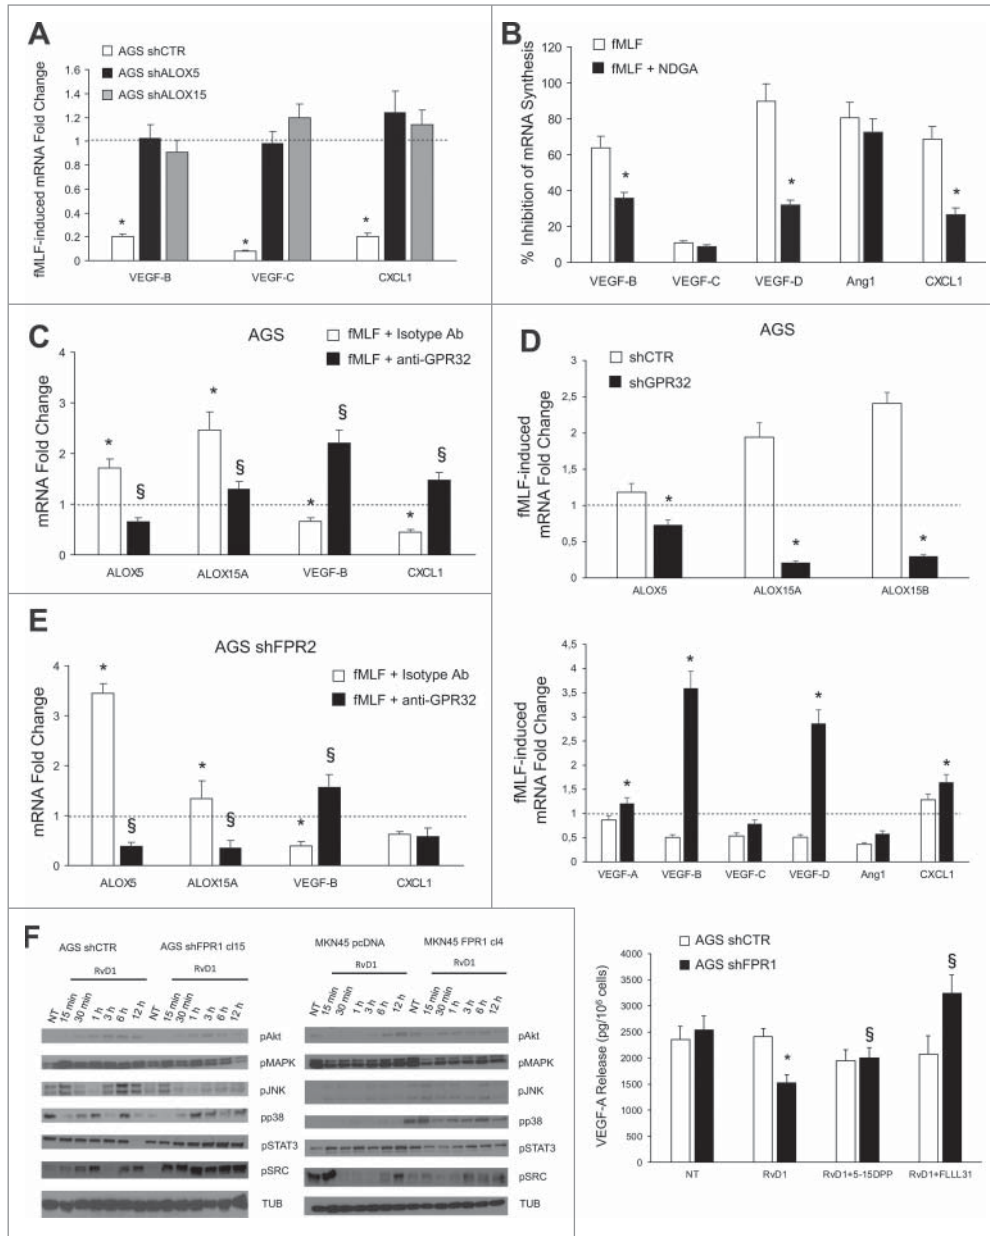 A
AGS shCTR
AGS shALOX5
AGS shALOX15
fMLF-induced mRNA Fold Change
1.6
1.4
1.2
1
0.8
0.6
0.4
0.2
0
*
*
*
VEGF-B
VEGF-C
CXCL1
B
fMLF
fMLF + NDGA
% Inhibition of mRNA Synthesis
120
100
80
60
40
20
0
*
*
*
VEGF-B
VEGF-C
VEGF-D
Ang1
CXCL1
C
AGS
fMLF + Isotype Ab
fMLF + anti-GPR32
mRNA Fold Change
4
3
2
1
0
*
§
*
§
*
§
*
§
ALOX5
ALOX15A
VEGF-B
CXCL1
D
AGS
shCTR
shGPR32
fMLF-induced
mRNA Fold Change
3
2,5
2
1,5
1
0,5
0
*
*
*
ALOX5
ALOX15A
ALOX15B
fMLF-induced
mRNA Fold Change
4,5
4
3,5
3
2,5
2
1,5
1
0,5
0
*
*
*
*
VEGF-A
VEGF-B
VEGF-C
VEGF-D
Ang1
CXCL1
E
AGS shFPR2
fMLF + Isotype Ab
fMLF + anti-GPR32
mRNA Fold Change
4
3
2
1
0
*
§
*
§
*
§
ALOX5
ALOX15A
VEGF-B
CXCL1
F
AGS shCTR
AGS shFPR1 cl15
RvD1
RvD1
NT 15 min 30 min 1 h 3 h 6 h 12 h NT 15 min 30 min 1 h 3 h 6 h 12 h
pAkt
pMAPK
pJNK
pp38
pSTAT3
pSRC
TUB
MKN45 pcDNA
MKN45 FPR1 cl4
RvD1
RvD1
NT 15 min 30 min 1 h 3 h 6 h 12 h NT 15 min 30 min 1 h 3 h 6 h 12 h
pAkt
pMAPK
pJNK
pp38
pSTAT3
pSRC
TUB
AGS shCTR
AGS shFPR1
VEGF-A Release (pg/10⁶ cells)
4000
3500
3000
2500
2000
1500
1000
500
0
*
§
§
NT
RvD1
RvD1+5-15DPP
RvD1+FLLL31